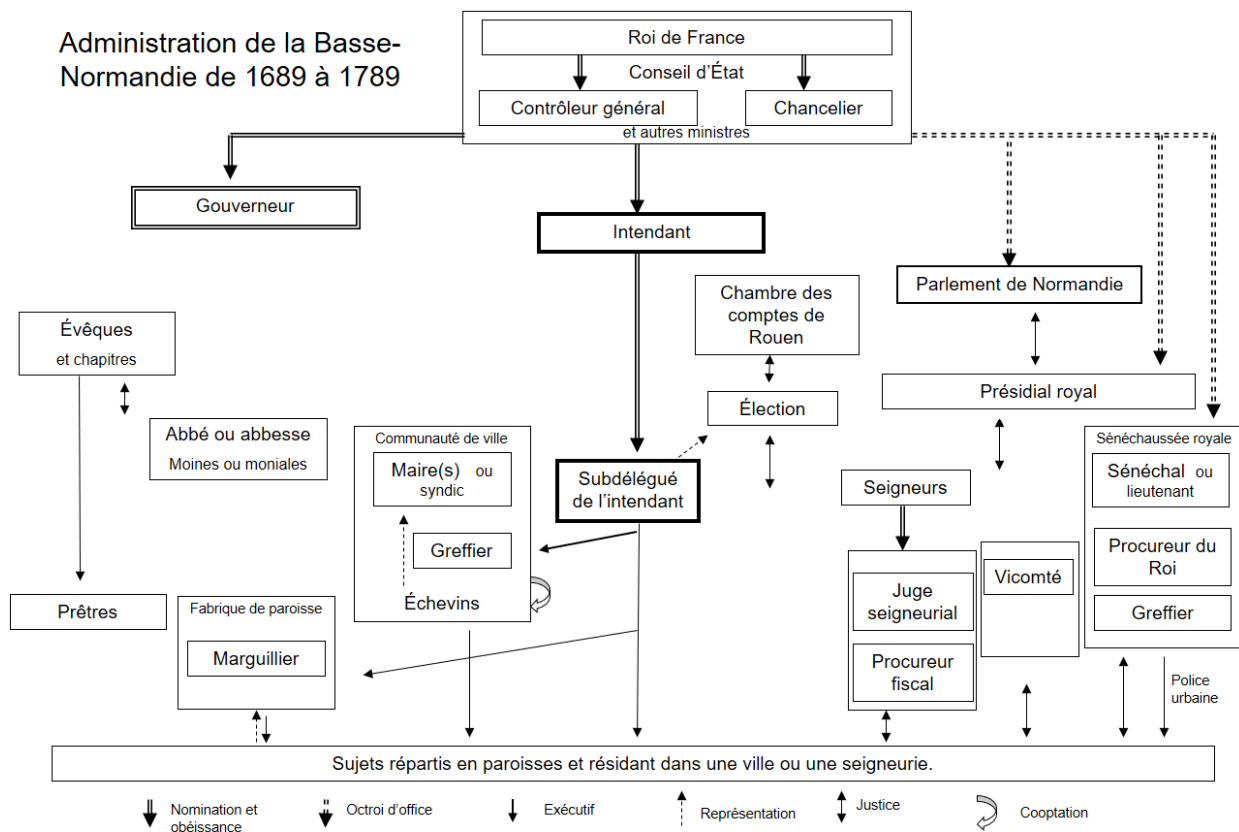 Administration de la Basse-
Normandie de 1689 à 1789
Roi de France
Conseil d'État
Contrôleur général
Chancelier
et autres ministres
Gouverneur
Intendant
Parlement de Normandie
Chambre des
comptes de
Rouen
Évêques
et chapitres
Présidial royal
Élection
Abbé ou abbesse
Moines ou moniales
Communauté de ville
Maire(s) ou
syndic
Greffier
Échevins
Subdélégué
de l'intendant
Seigneurs
Sénéchaussée royale
Sénéchal ou
lieutenant
Procureur du
Roi
Greffier
Juge
seigneurial
Procureur
fiscal
Vicomté
Prêtres
Fabrique de paroisse
Marguillier
Police
urbaine
Sujets répartis en paroisses et résidant dans une ville ou une seigneurie.
Nomination et
obéissance
Octroi d'office
Exécutif
Représentation
Justice
Cooptation